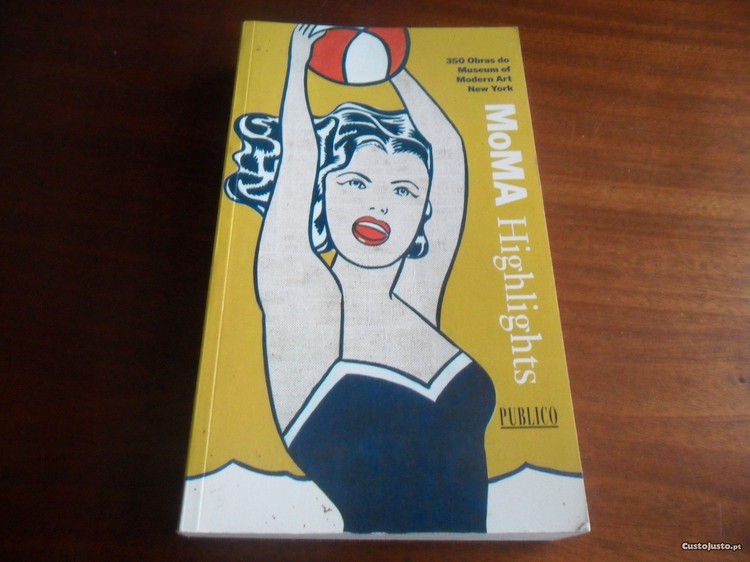 350 Obras do
Museum of
Modern Art
New York
MoMA Highlights
PUBLICO
CustoJusto.pt